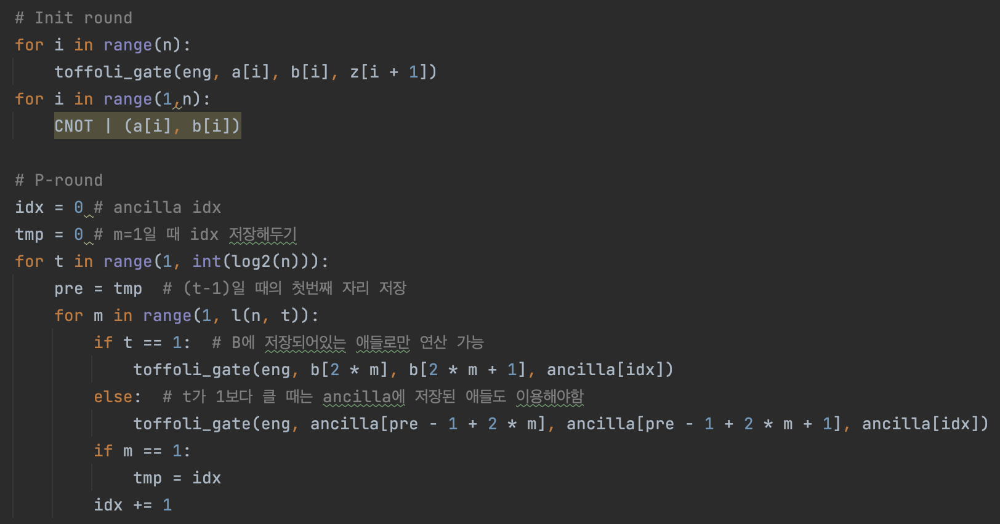 # Init round
for i in range(n):
    toffoli_gate(eng, a[i], b[i], z[i + 1])
for i in range(1,n):
    CNOT | (a[i], b[i])
# P-round
idx = 0 # ancilla idx
tmp = 0 # m=1일 때 idx 저장해두기
for t in range(1, int(log2(n))):
    pre = tmp  # (t-1)일 때의 첫번째 자리 저장
    for m in range(1, l(n, t)):
        if t == 1:  # B에 저장되어있는 애들로만 연산 가능
            toffoli_gate(eng, b[2 * m], b[2 * m + 1], ancilla[idx])
        else:  # t가 1보다 클 때는 ancilla에 저장된 애들도 이용해야함
            toffoli_gate(eng, ancilla[pre - 1 + 2 * m], ancilla[pre - 1 + 2 * m + 1], ancilla[idx])
        if m == 1:
            tmp = idx
        idx += 1